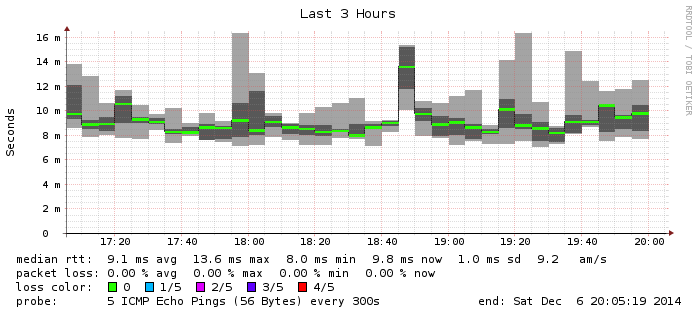 Last 3 Hours
RRDTOOL / TOBI OETIKER
Seconds
16 m
14 m
12 m
10 m
8 m
6 m
4 m
2 m
0
17:20 17:40 18:00 18:20 18:40 19:00 19:20 19:40 20:00
median rtt: 9.1 ms avg 13.6 ms max 8.0 ms min 9.8 ms now 1.0 ms sd 9.2 am/s
packet loss: 0.00 % avg 0.00 % max 0.00 % min 0.00 % now
loss color: 0 1/5 2/5 3/5 4/5
probe: 5 ICMP Echo Pings (56 Bytes) every 300s end: Sat Dec 6 20:05:19 2014